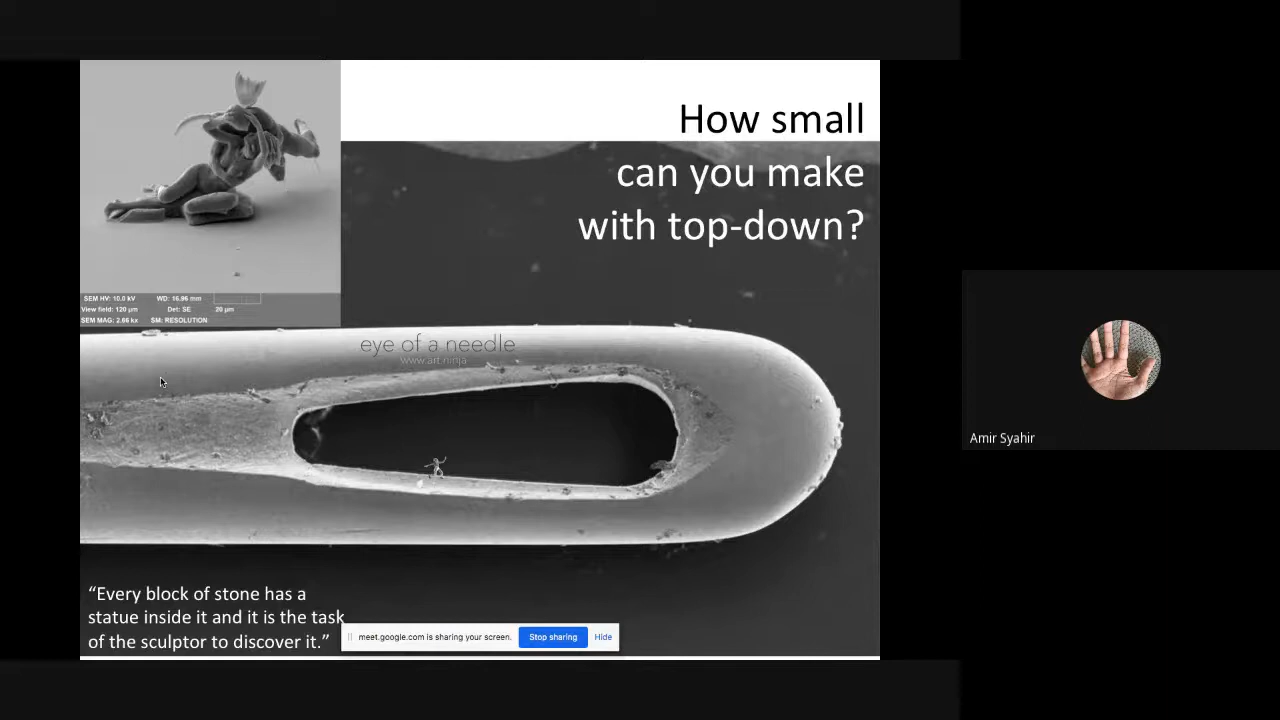 How small
can you make
with top-down?
SEM HV: 10.0 kV WD: 16.96 mm
View field: 120 µm Det: SE 20 µm
SEM MAG: 2.66 kx SM: RESOLUTION
eye of a needle
www.art.ninja
“Every block of stone has a
statue inside it and it is the task
of the sculptor to discover it.”
meet.google.com is sharing your screen. Stop sharing Hide
Amir Syahir